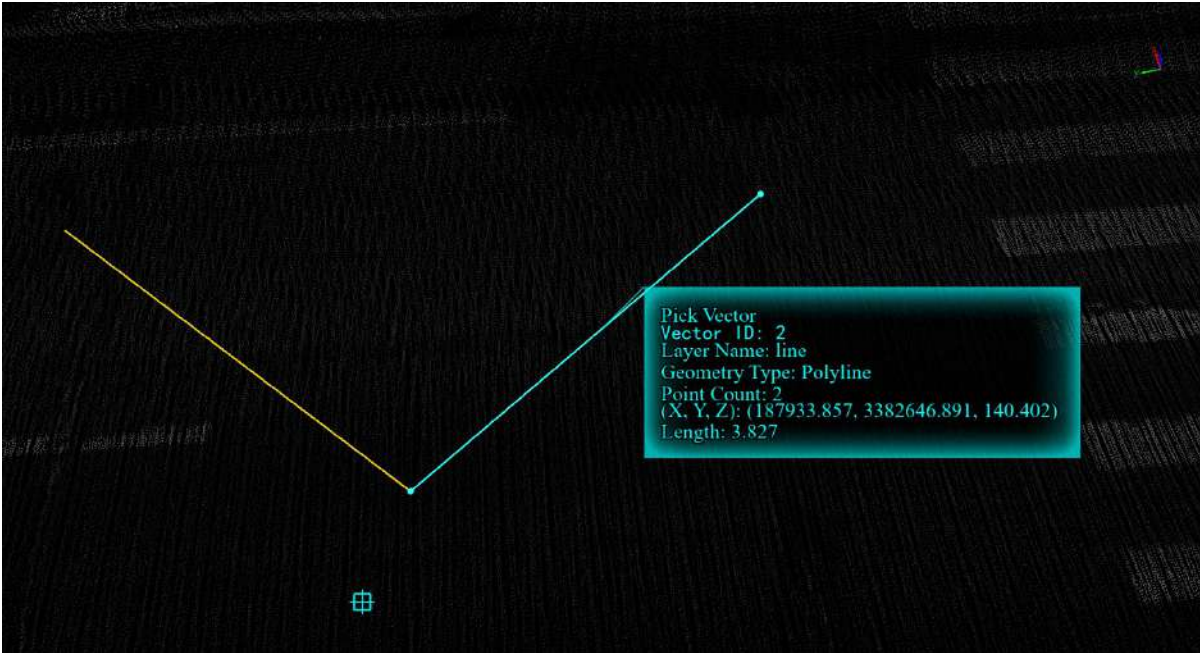 Pick Vector
Vector ID: 2
Layer Name: line
Geometry Type: Polyline
Point Count: 2
(X, Y, Z): (187933.857, 3382646.891, 140.402)
Length: 3.827